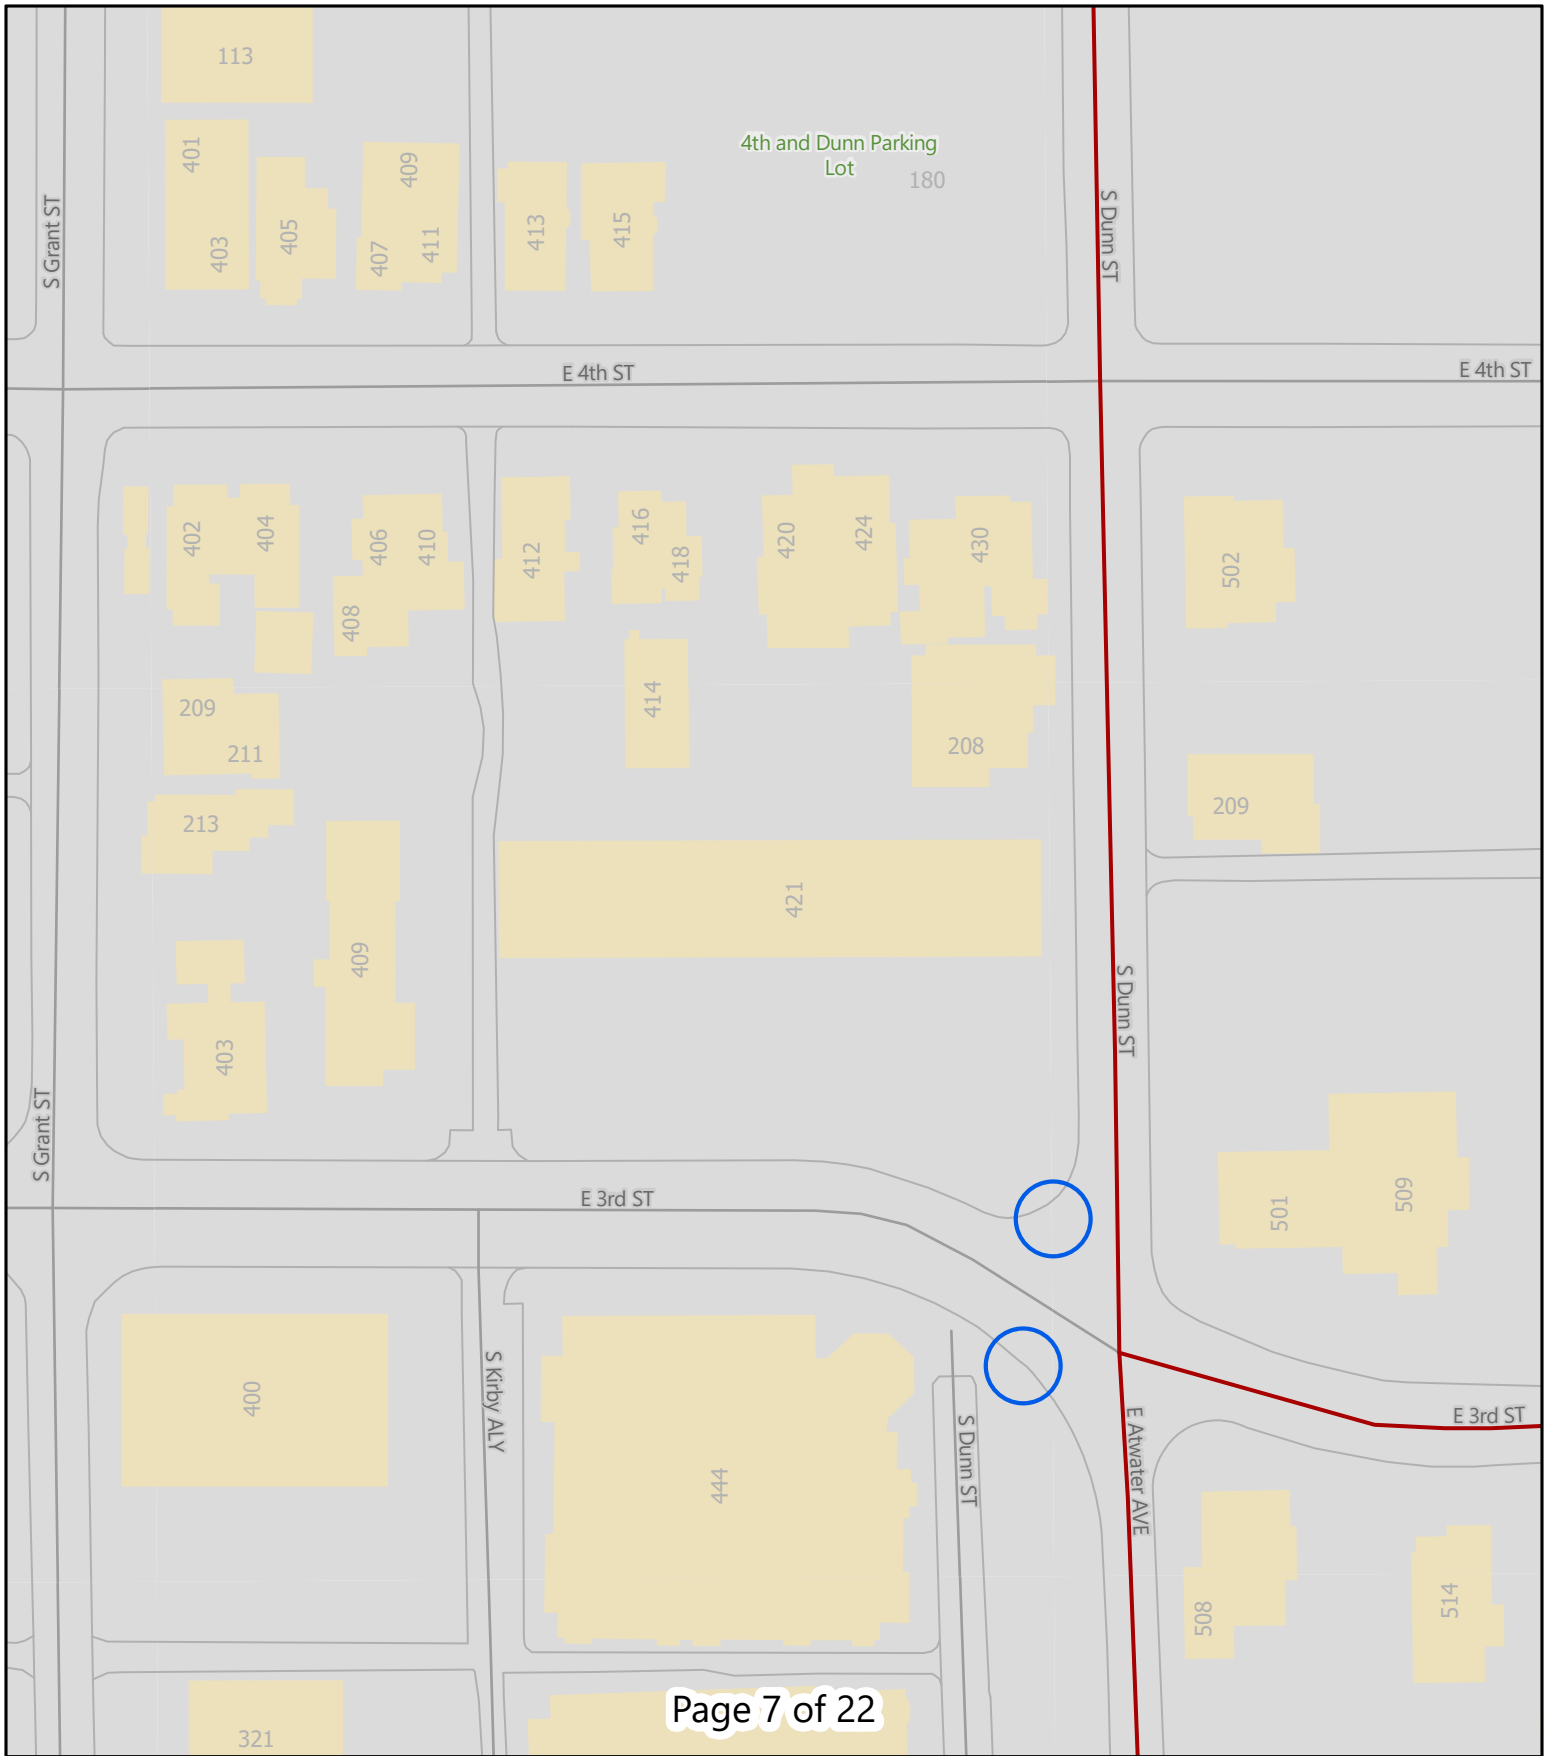 113
401
403
405
409
407
411
413
415
4th and Dunn Parking
Lot
180
S Grant ST
S Dunn ST
E 4th ST
E 4th ST
402
404
406
410
408
412
416
418
420
424
430
502
414
209
211
208
209
213
421
409
403
S Dunn ST
S Grant ST
E 3rd ST
501
509
400
S Kirby ALY
444
S Dunn ST
E Atwater AVE
E 3rd ST
508
514
321
Page 7 of 22